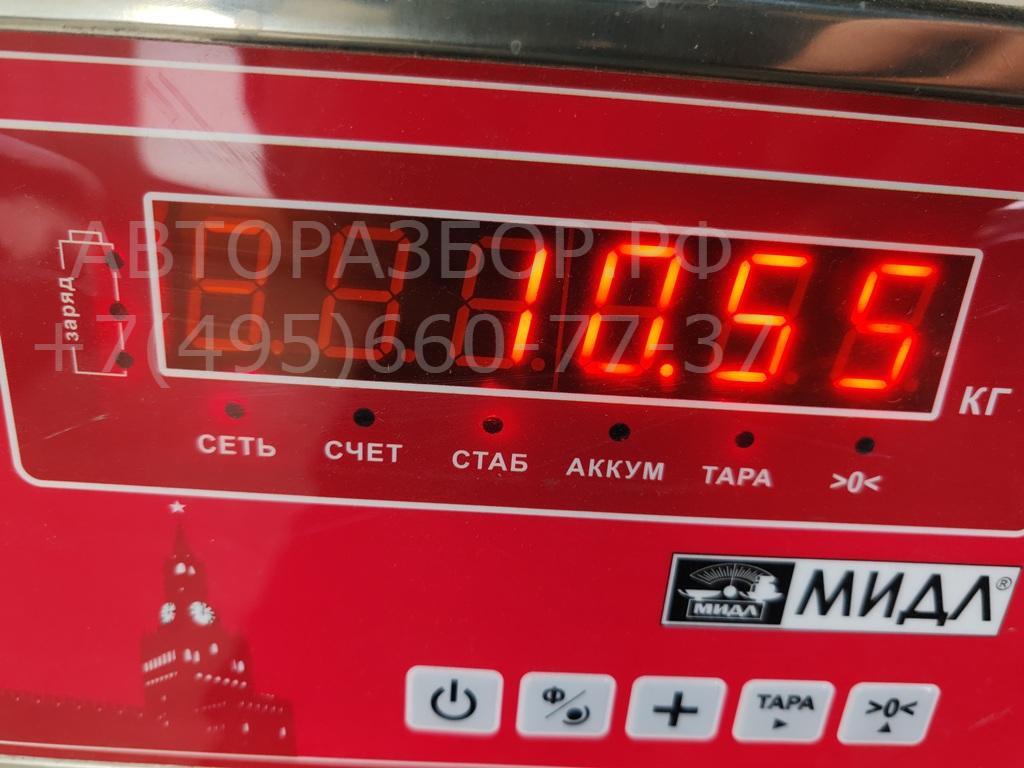 АВТОРАЗБОР.РФ
+7(495)660-77-37
заряд
10.55
КГ
СЕТЬ СЧЕТ СТАБ АККУМ ТАРА >0<
МИДЛ МИДЛ®
Ф + ТАРА >0<